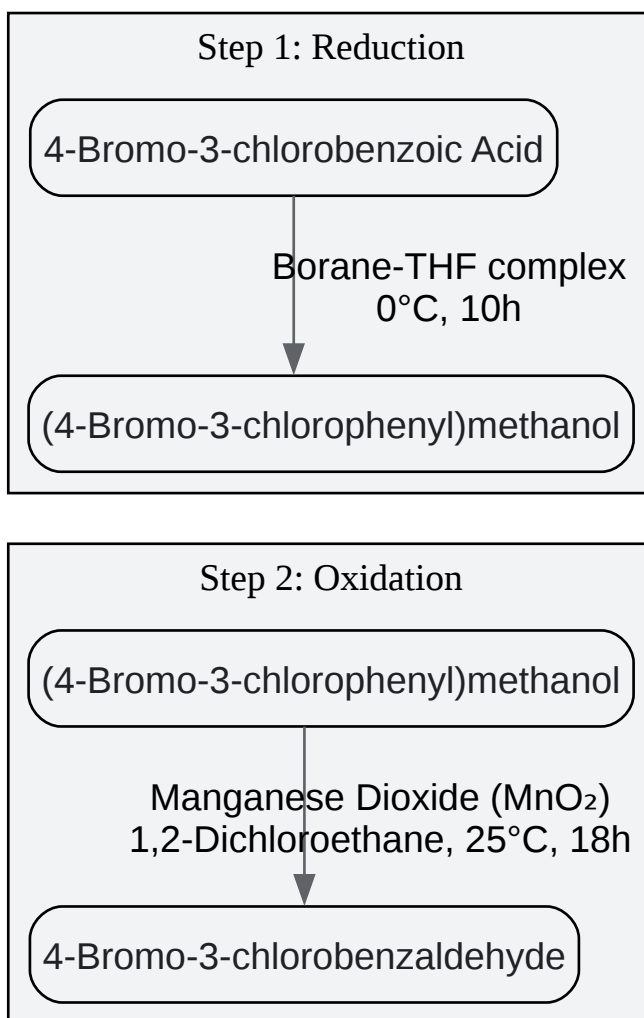 Step 1: Reduction
4-Bromo-3-chlorobenzoic Acid
Borane-THF complex
0°C, 10h
(4-Bromo-3-chlorophenyl)methanol
Step 2: Oxidation
(4-Bromo-3-chlorophenyl)methanol
Manganese Dioxide (MnO₂)
1,2-Dichloroethane, 25°C, 18h
4-Bromo-3-chlorobenzaldehyde